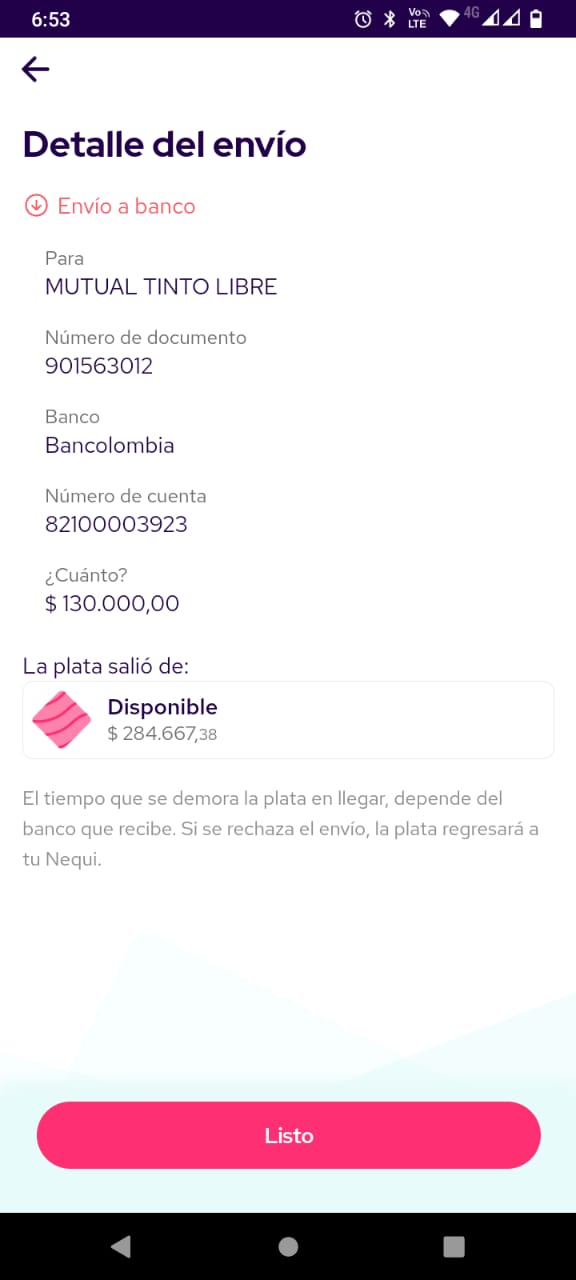 6:53
Vo
LTE
4G
Detalle del envío
Envío a banco
Para
MUTUAL TINTO LIBRE
Número de documento
901563012
Banco
Bancolombia
Número de cuenta
82100003923
¿Cuánto?
$ 130.000,00
La plata salió de:
Disponible
$ 284.667,38
El tiempo que se demora la plata en llegar, depende del
banco que recibe. Si se rechaza el envío, la plata regresará a
tu Nequi.
Listo